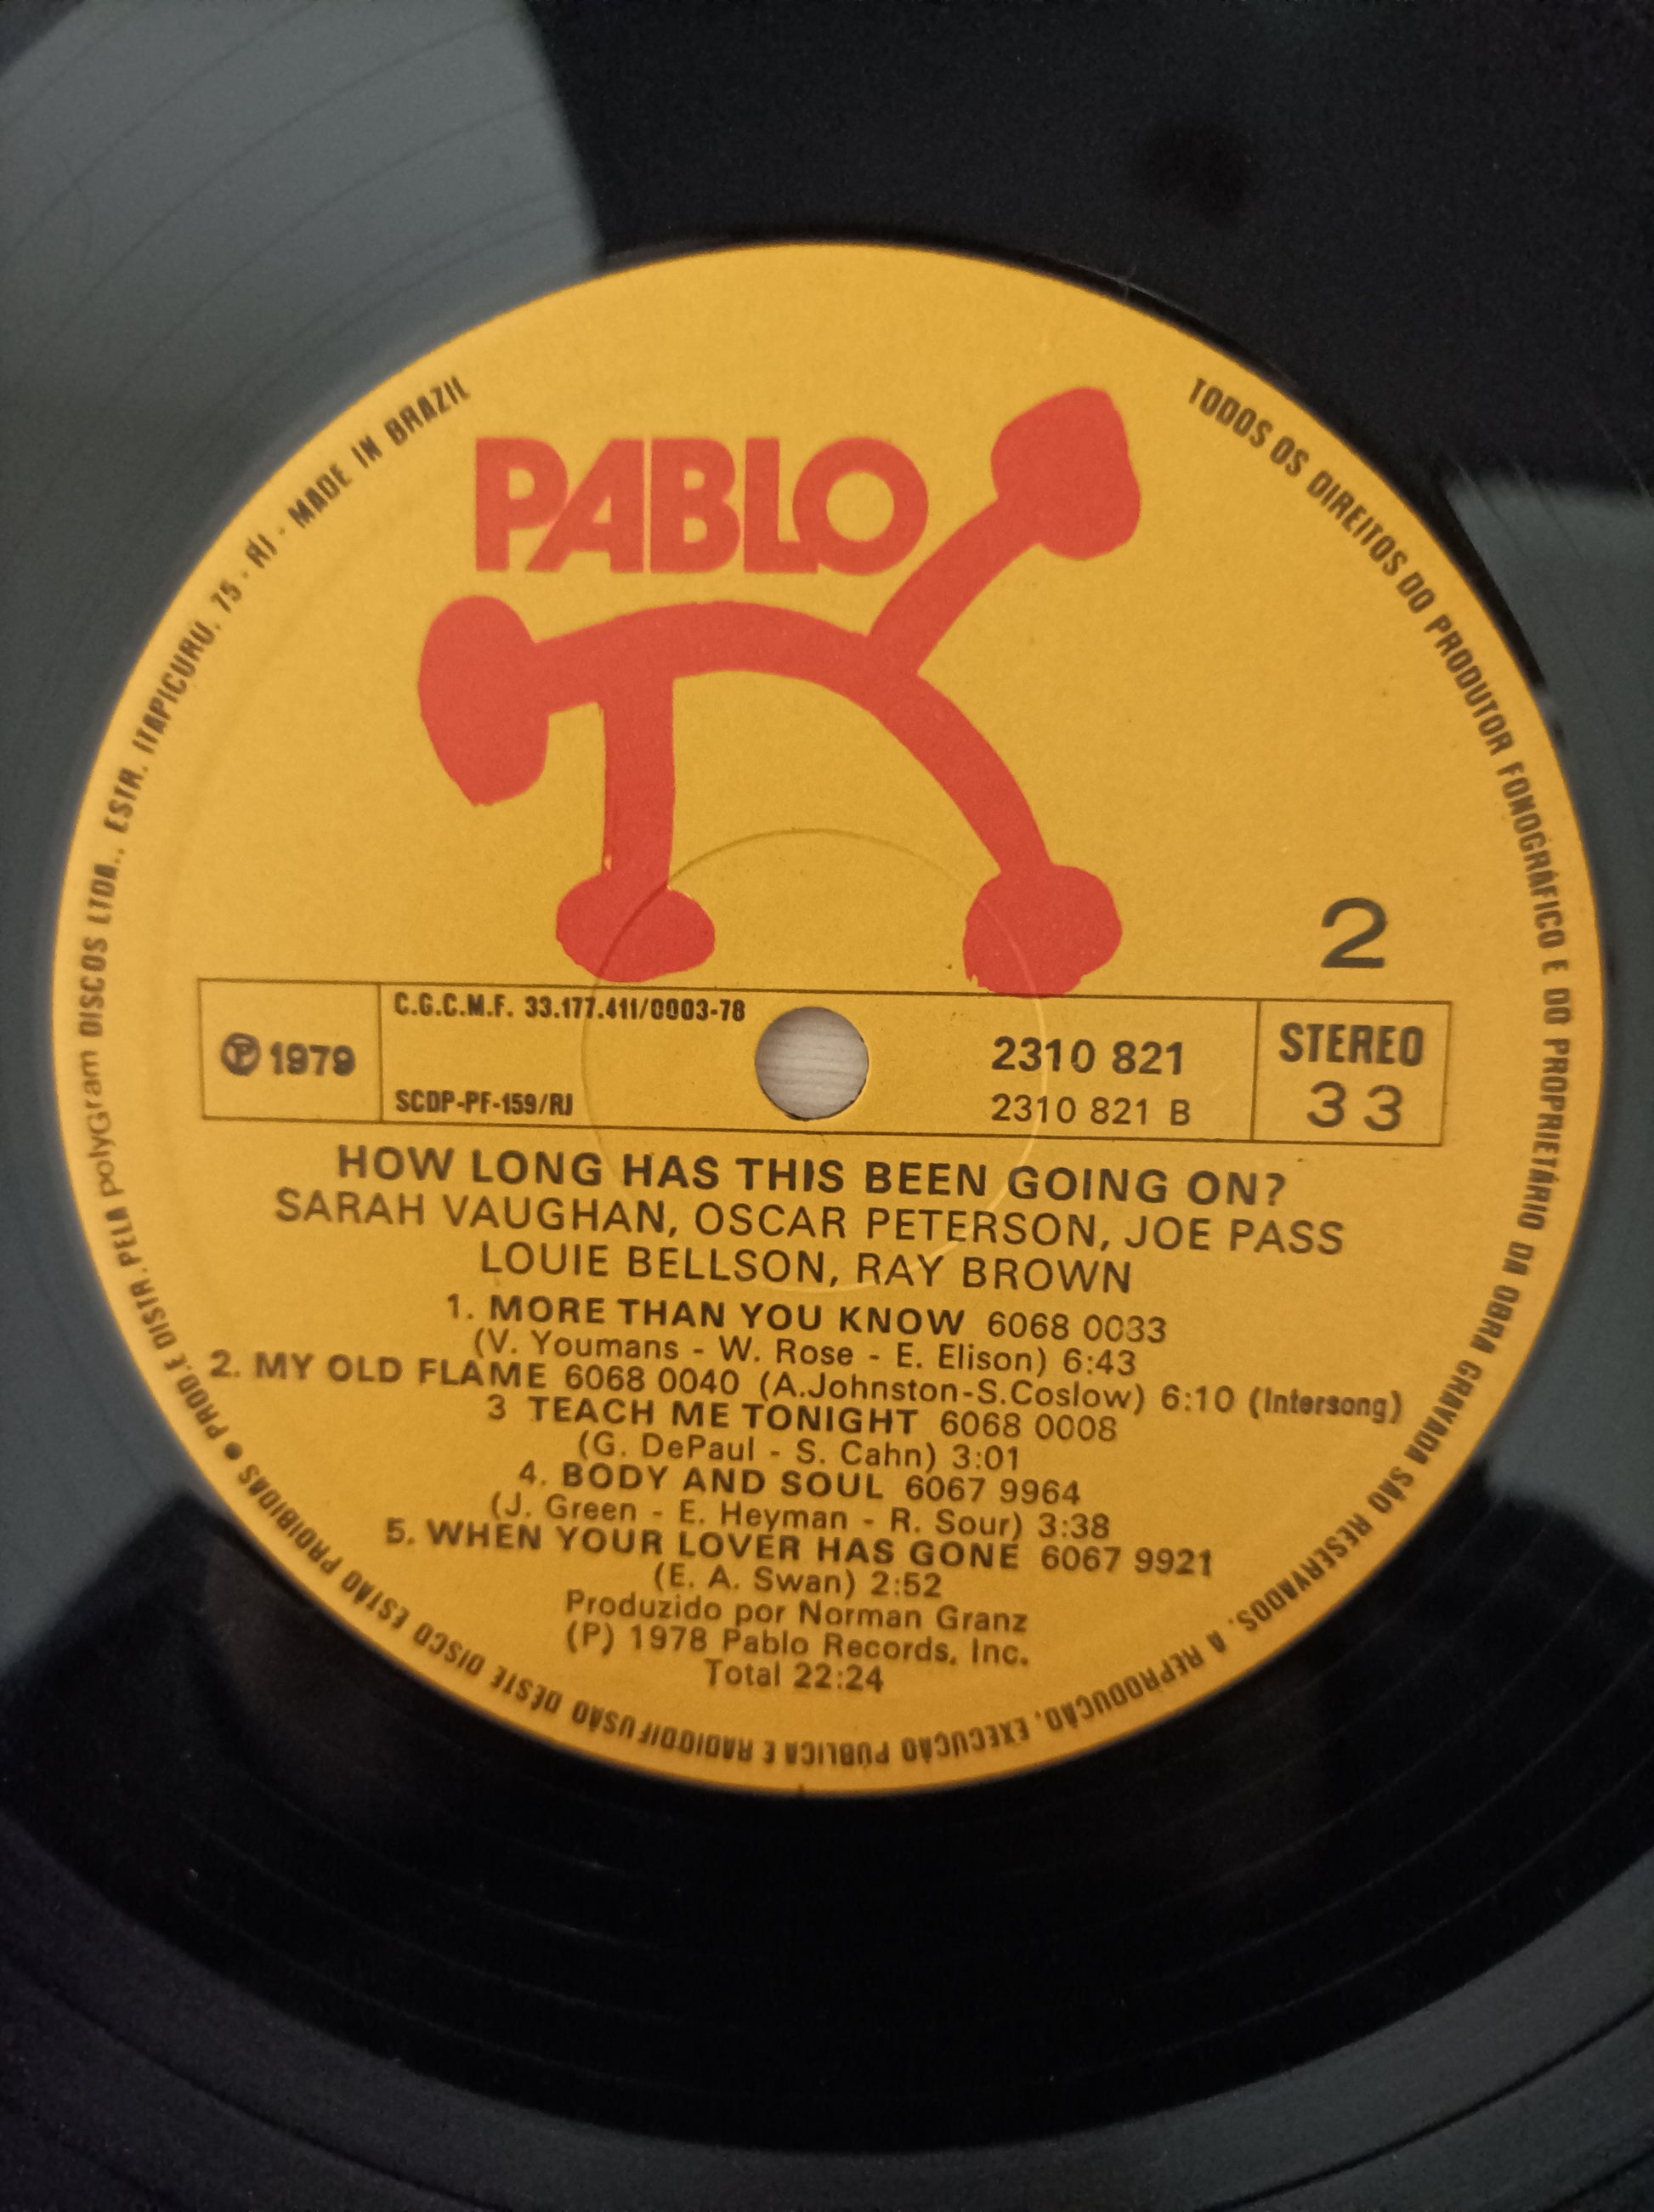 PABLO
2
Ⓟ 1979
C.G.C.M.F. 33.177.411/0003-78
SCDP-PF-159/RJ
2310 821
2310 821 B
STEREO
33
HOW LONG HAS THIS BEEN GOING ON?
SARAH VAUGHAN, OSCAR PETERSON, JOE PASS
LOUIE BELLSON, RAY BROWN
1. MORE THAN YOU KNOW 6068 0033
(V. Youmans - W. Rose - E. Elison) 6:43
2. MY OLD FLAME 6068 0040 (A.Johnston-S.Coslow) 6:10 (Intersong)
3 TEACH ME TONIGHT 6068 0008
(G. DePaul - S. Cahn) 3:01
4. BODY AND SOUL 6067 9964
(J. Green - E. Heyman - R. Sour) 3:38
5. WHEN YOUR LOVER HAS GONE 6067 9921
(E. A. Swan) 2:52
Produzido por Norman Granz
(P) 1978 Pablo Records, Inc.
Total 22:24
TODOS OS DIREITOS DO PRODUTOR FONOGRÁFICO E DO PROPRIETÁRIO DA OBRA GRAVADA SÃO RESERVADOS. A REPRODUÇÃO, EXECUÇÃO PÚBLICA E RADIODIFUSÃO DESTE DISCO ESTÃO PROIBIDAS ● PROD. E DISTR. PELA polyGram DISCOS LTDA., ESTR. ITAPICURU, 75 - RJ - MADE IN BRAZIL